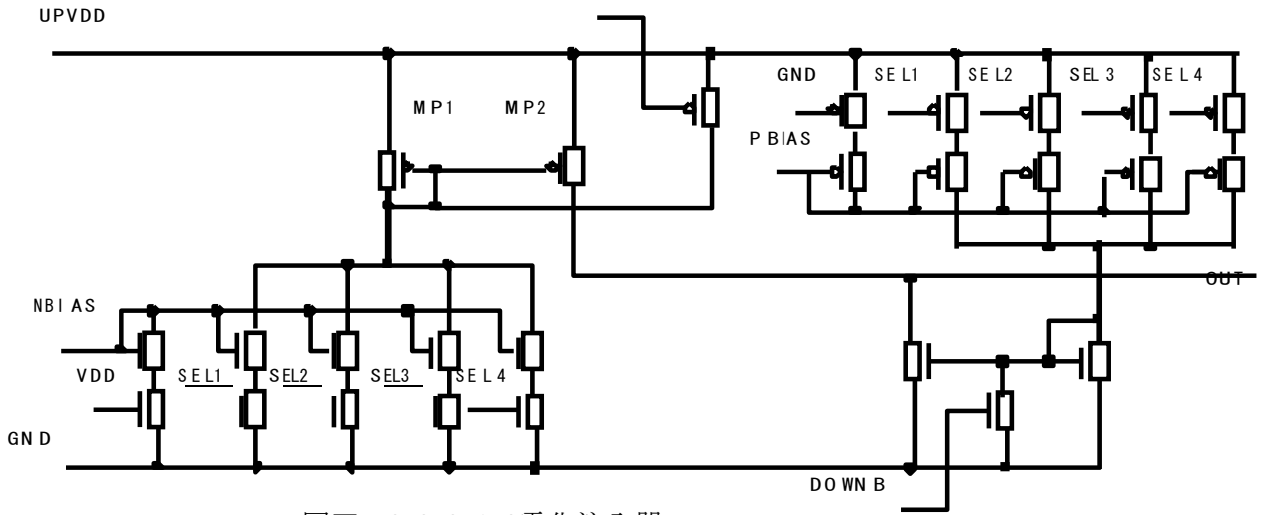 UPVDD
GND SEL1 SEL2 SEL3 SEL4
MP1 MP2
PBIAS
OUT
NBIAS
VDD SEL1 SEL2 SEL3 SEL4
GND
DOWNB